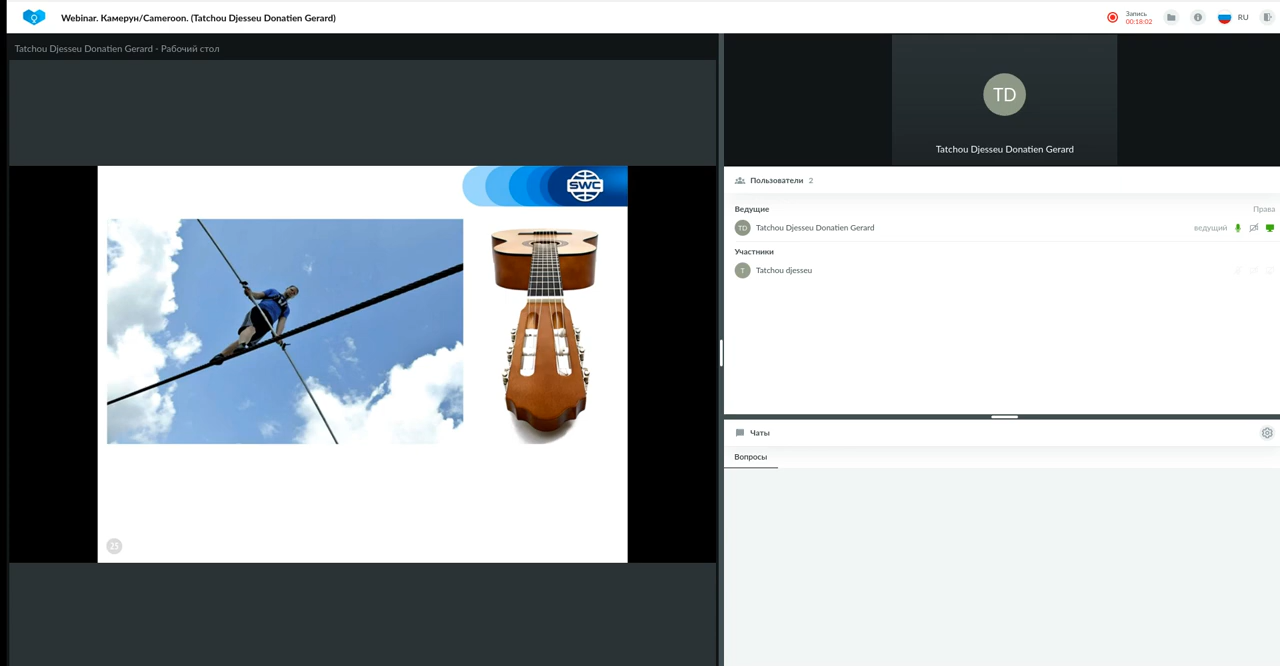 Webinar. Камерун/Cameroon. (Tatchou Djesseu Donatien Gerard)
Запись
00:18:02
RU
Tatchou Djesseu Donatien Gerard - Рабочий стол
SWC
25
TD
Tatchou Djesseu Donatien Gerard
Пользователи 2
Ведущие Права
TD Tatchou Djesseu Donatien Gerard ведущий
Участники
T Tatchou djesseu
Чаты
Вопросы